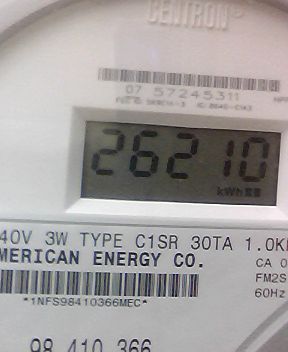 CENTRON®
07 57245311
26210
kWh
40V 3W TYPE C1SR 30TA 1.0K
MERICAN ENERGY CO.
CA 0
FM2S
60Hz
*1NFS98410366MEC*
98 410 366